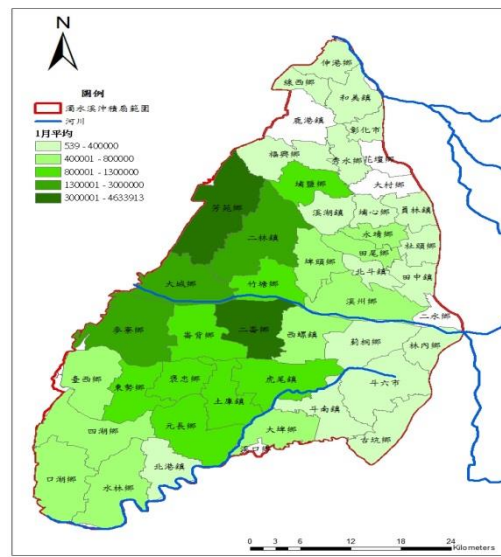 N
圖例
濁水溪沖積扇範圍
河川
1月平均
539 - 400000
400001 - 800000
800001 - 1300000
1300001 - 3000000
3000001 - 4633913
伸港鄉
線西鄉
和美鎮
鹿港鎮
彰化市
福興鄉
秀水鄉
花壇鄉
芳苑鄉
埔鹽鄉
大村鄉
溪湖鎮
埔心鄉
員林鎮
二林鎮
永靖鄉
社頭鄉
埤頭鄉
田尾鄉
大城鄉
竹塘鄉
北斗鎮
田中鎮
溪州鄉
二水鄉
麥寮鄉
崙背鄉
二崙鄉
西螺鎮
莿桐鄉
林內鄉
臺西鄉
東勢鄉
褒忠鄉
虎尾鎮
斗六市
土庫鎮
四湖鄉
元長鄉
斗南鎮
大埤鄉
古坑鄉
北港鎮
溪口鄉
口湖鄉
水林鄉
0 3 6 12 18 24
Kilometers